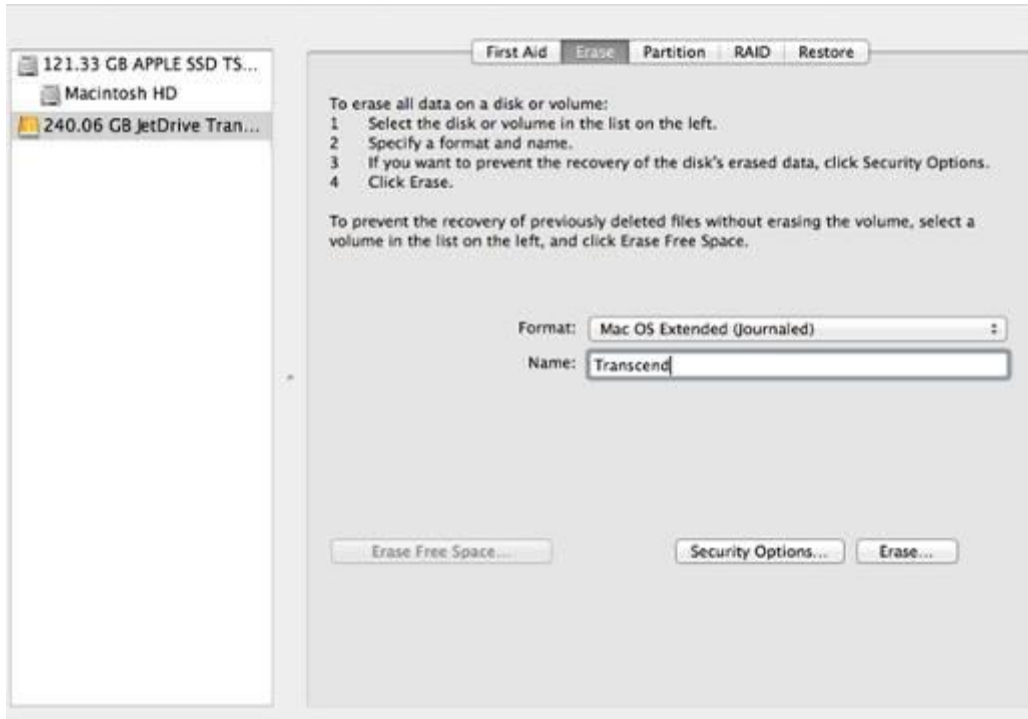 121.33 GB APPLE SSD TS...
Macintosh HD
240.06 GB JetDrive Tran...
First Aid
Erase
Partition
RAID
Restore
To erase all data on a disk or volume:
1 Select the disk or volume in the list on the left.
2 Specify a format and name.
3 If you want to prevent the recovery of the disk's erased data, click Security Options.
4 Click Erase.
To prevent the recovery of previously deleted files without erasing the volume, select a
volume in the list on the left, and click Erase Free Space.
Format: Mac OS Extended (Journaled)
Name: Transcend
Erase Free Space...
Security Options...
Erase...